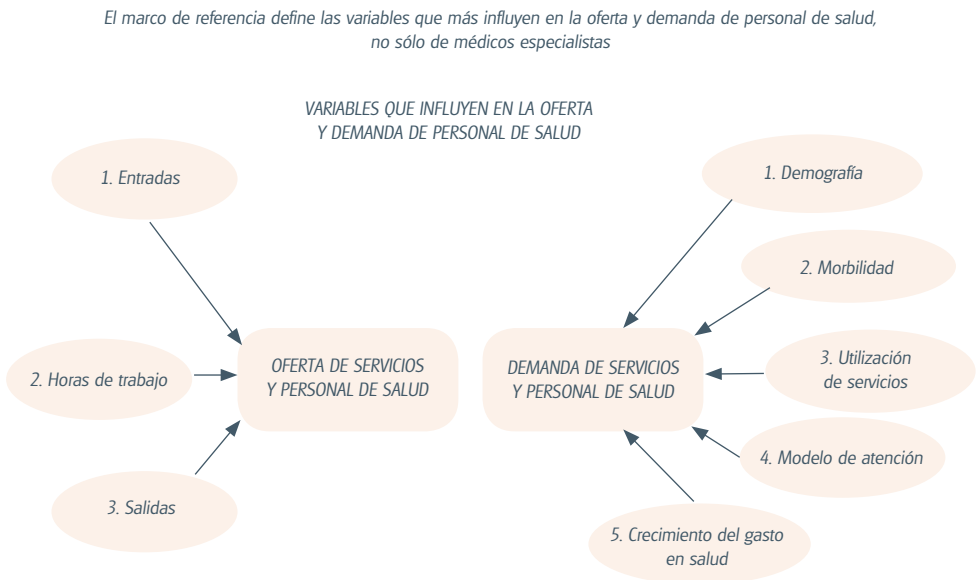 El marco de referencia define las variables que más influyen en la oferta y demanda de personal de salud,
no sólo de médicos especialistas
VARIABLES QUE INFLUYEN EN LA OFERTA
Y DEMANDA DE PERSONAL DE SALUD
1. Entradas
2. Horas de trabajo
3. Salidas
OFERTA DE SERVICIOS
Y PERSONAL DE SALUD
DEMANDA DE SERVICIOS
Y PERSONAL DE SALUD
1. Demografía
2. Morbilidad
3. Utilización
de servicios
4. Modelo de atención
5. Crecimiento del gasto
en salud